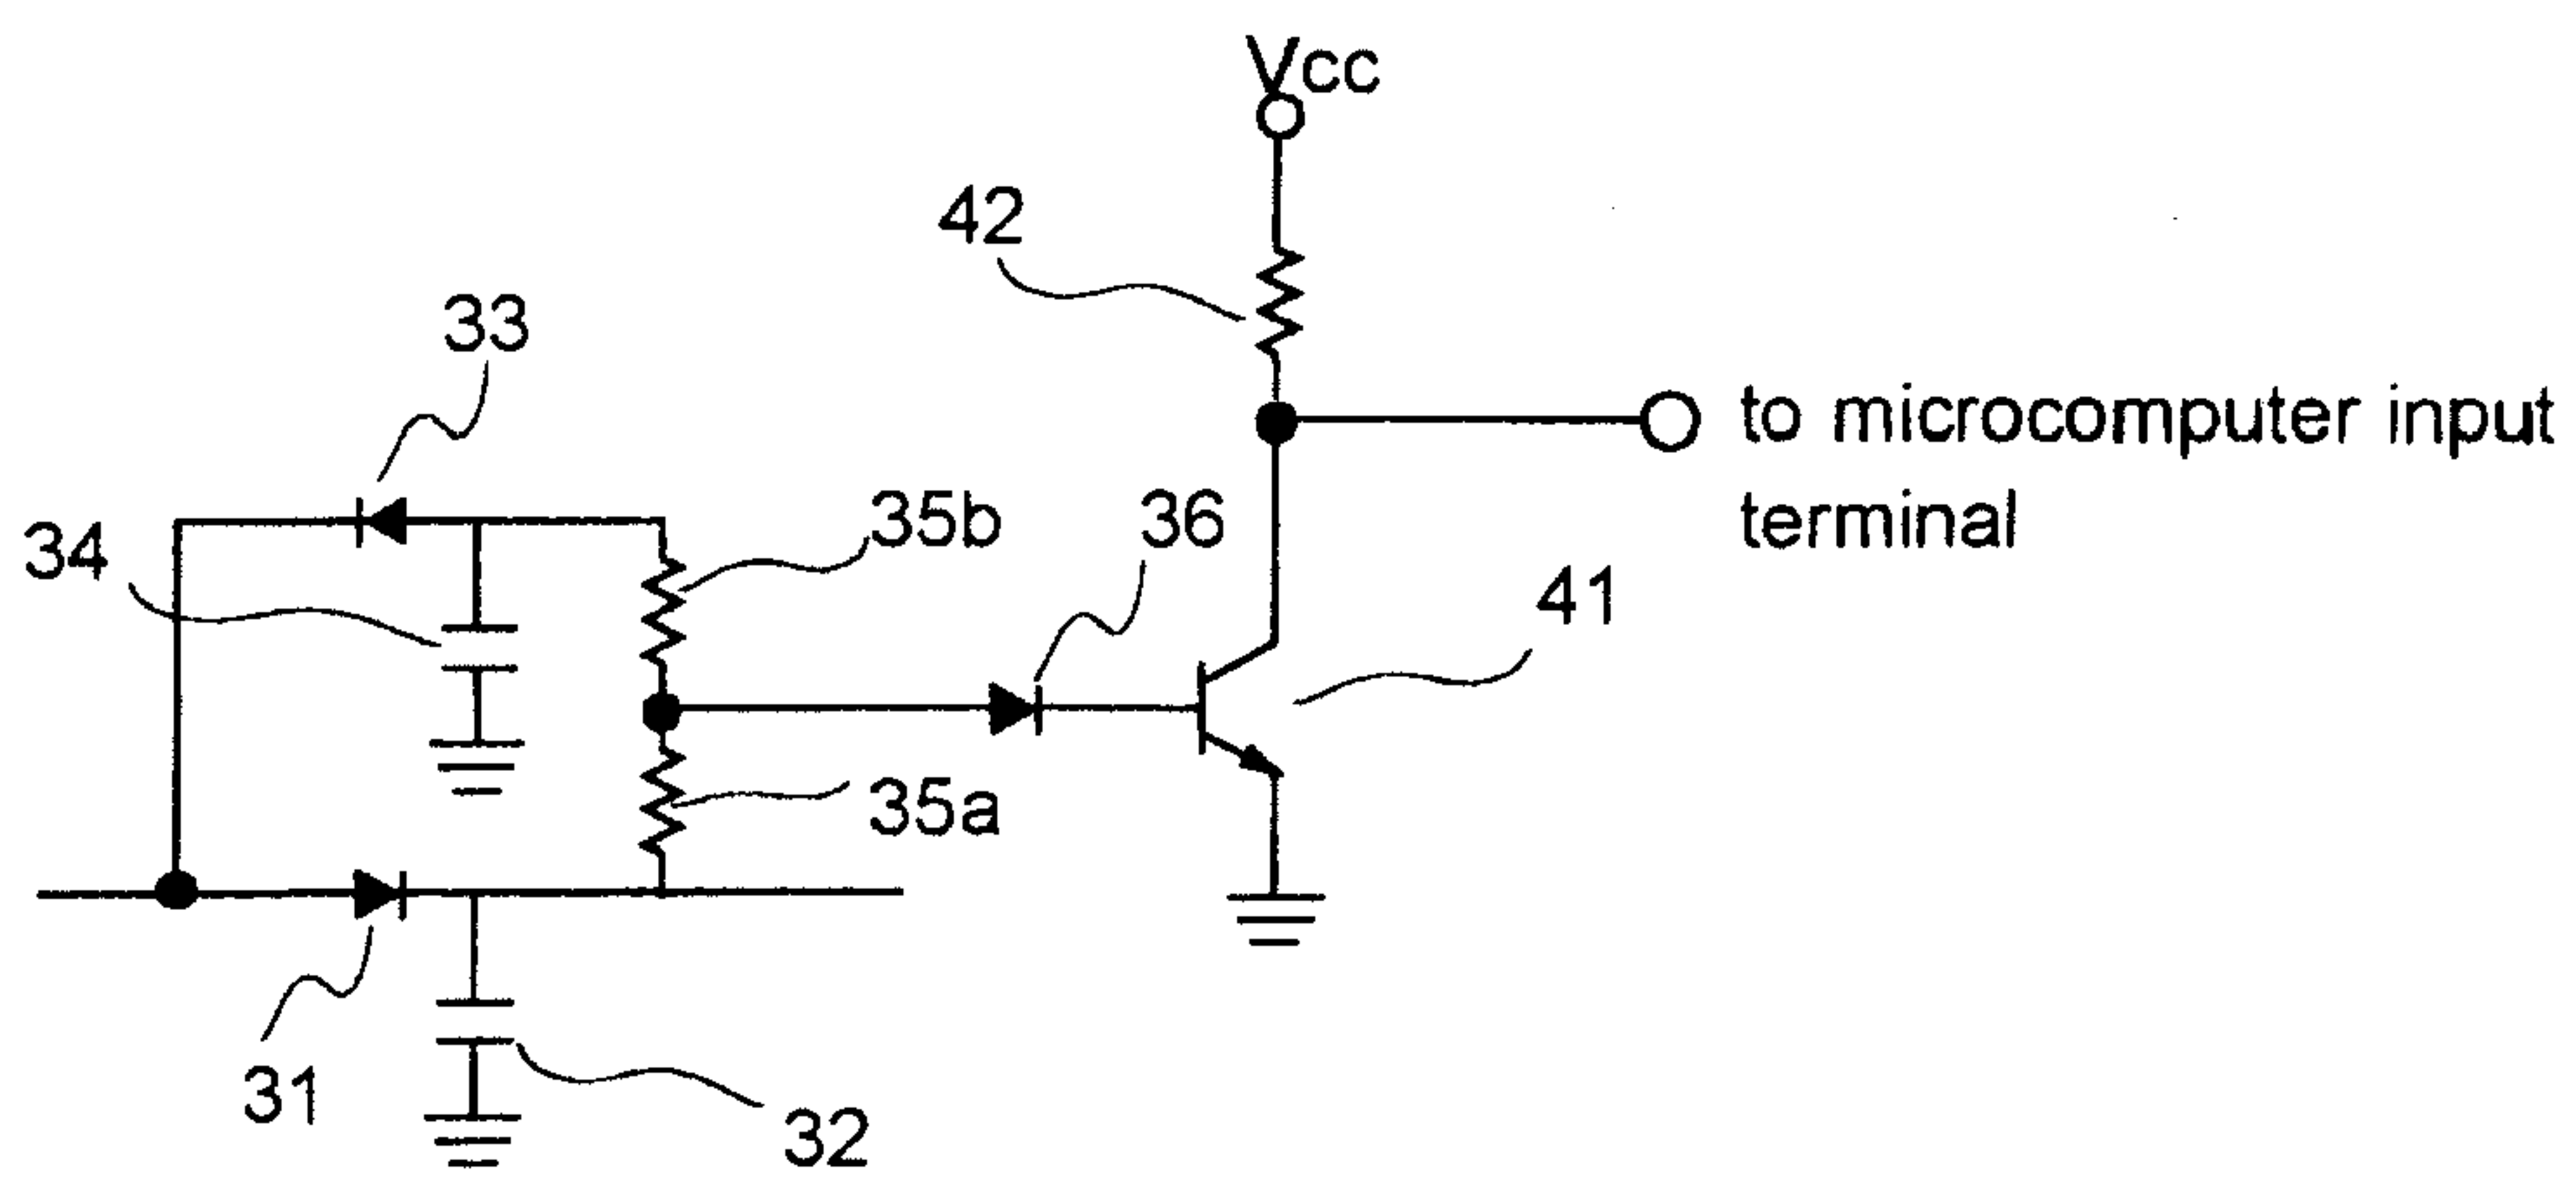 Vcc
42
33
to microcomputer input
terminal
35b
36
34
41
35a
31
32